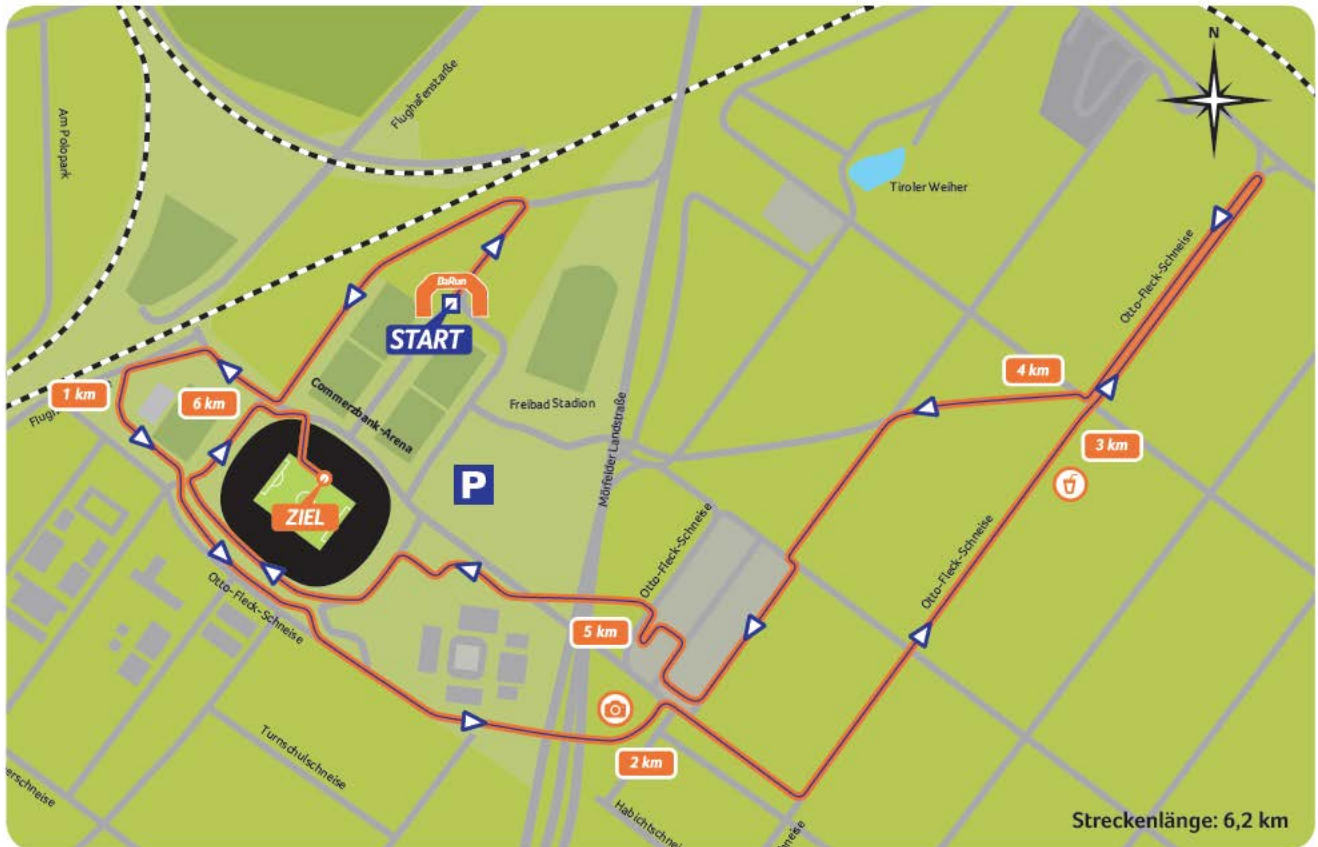 N
Am Polopark
Flughafenstarße
Tiroler Weiher
Otto-Fleck-Schneise
BaRun
START
4 km
1 km
6 km
Commerzbank-Arena
Freibad Stadion
3 km
Mörfelder Landstraße
P
ZIEL
Otto-Fleck-Schneise
Otto-Fleck-Schneise
Otto-Fleck-Schneise
5 km
2 km
Turnschulschneise
Streckenlänge: 6,2 km